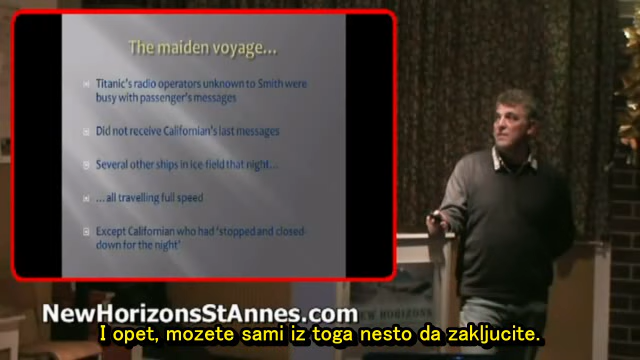 The maiden voyage...
Titanic's radio operators unknown to Smith were
busy with passenger's messages
Did not receive Californian's last messages
Several other ships in ice-field that night...
...all travelling full speed
Except Californian who had 'stopped and closed-
down for the night'
NEW HORIZONS
NewHorizonsStAnnes.com
I opet, mozete sami iz toga nesto da zakljucite.